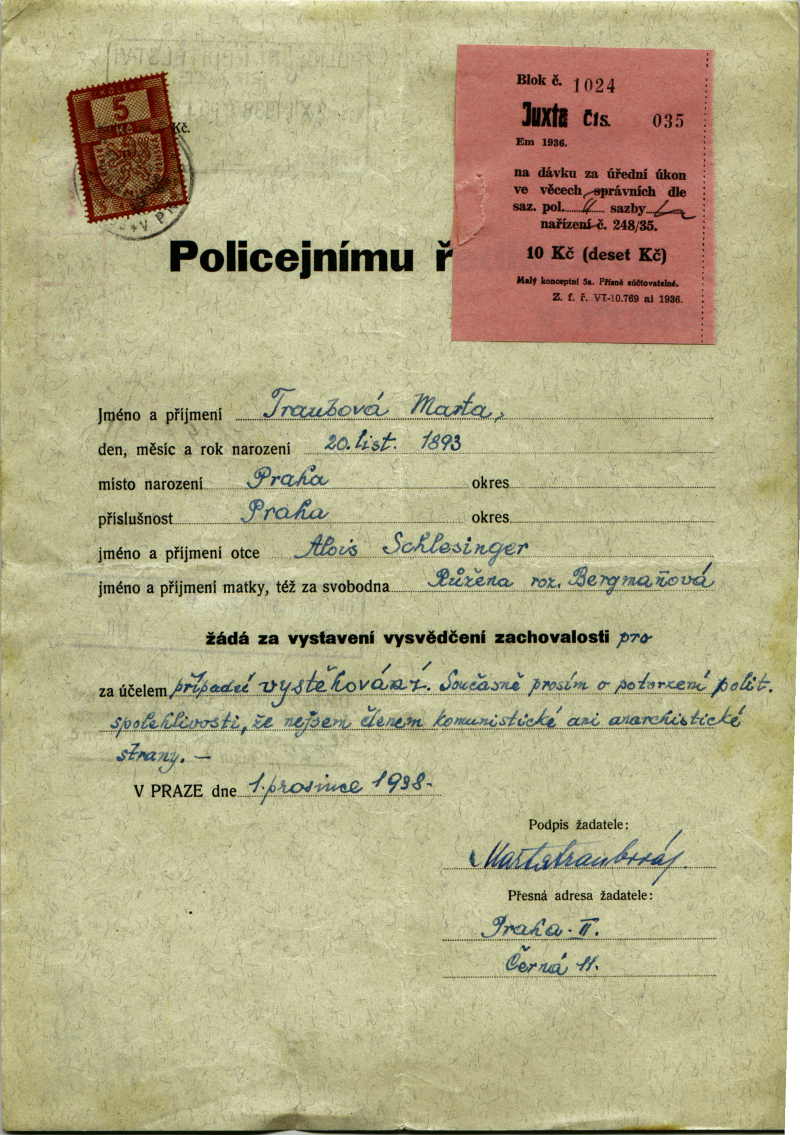 5
Kč
Kč.
Blok č. 1024
Juxta čís. 035
Em 1936.
na dávku za úřední úkon
ve věcech správních dle
saz. pol. II sazby 1a
nařízení č. 248/35.
10 Kč (deset Kč)
Malý konceptní 5a. Přísně zúčtovatelné.
Z. f. ř. VI-10.769 ai 1936.
Policejnímu ř
Jméno a příjmení Traubová Marta,
den, měsíc a rok narození 20. list. 1893
místo narození Praha okres
příslušnost Praha okres
jméno a příjmení otce Alois Schlesinger
jméno a příjmení matky, též za svobodna Růžena roz. Bergmaňová
žádá za vystavení vysvědčení zachovalosti pro
za účelem případné vystěhování. Současně prosím o potvrzení polit.
spolehlivosti, že nejsem členem komunistické ani anarchistické
strany. —
V PRAZE dne 1. prosince 1938.
Podpis žadatele:
Marta Traubová
Přesná adresa žadatele:
Praha - II.
Černá 11.